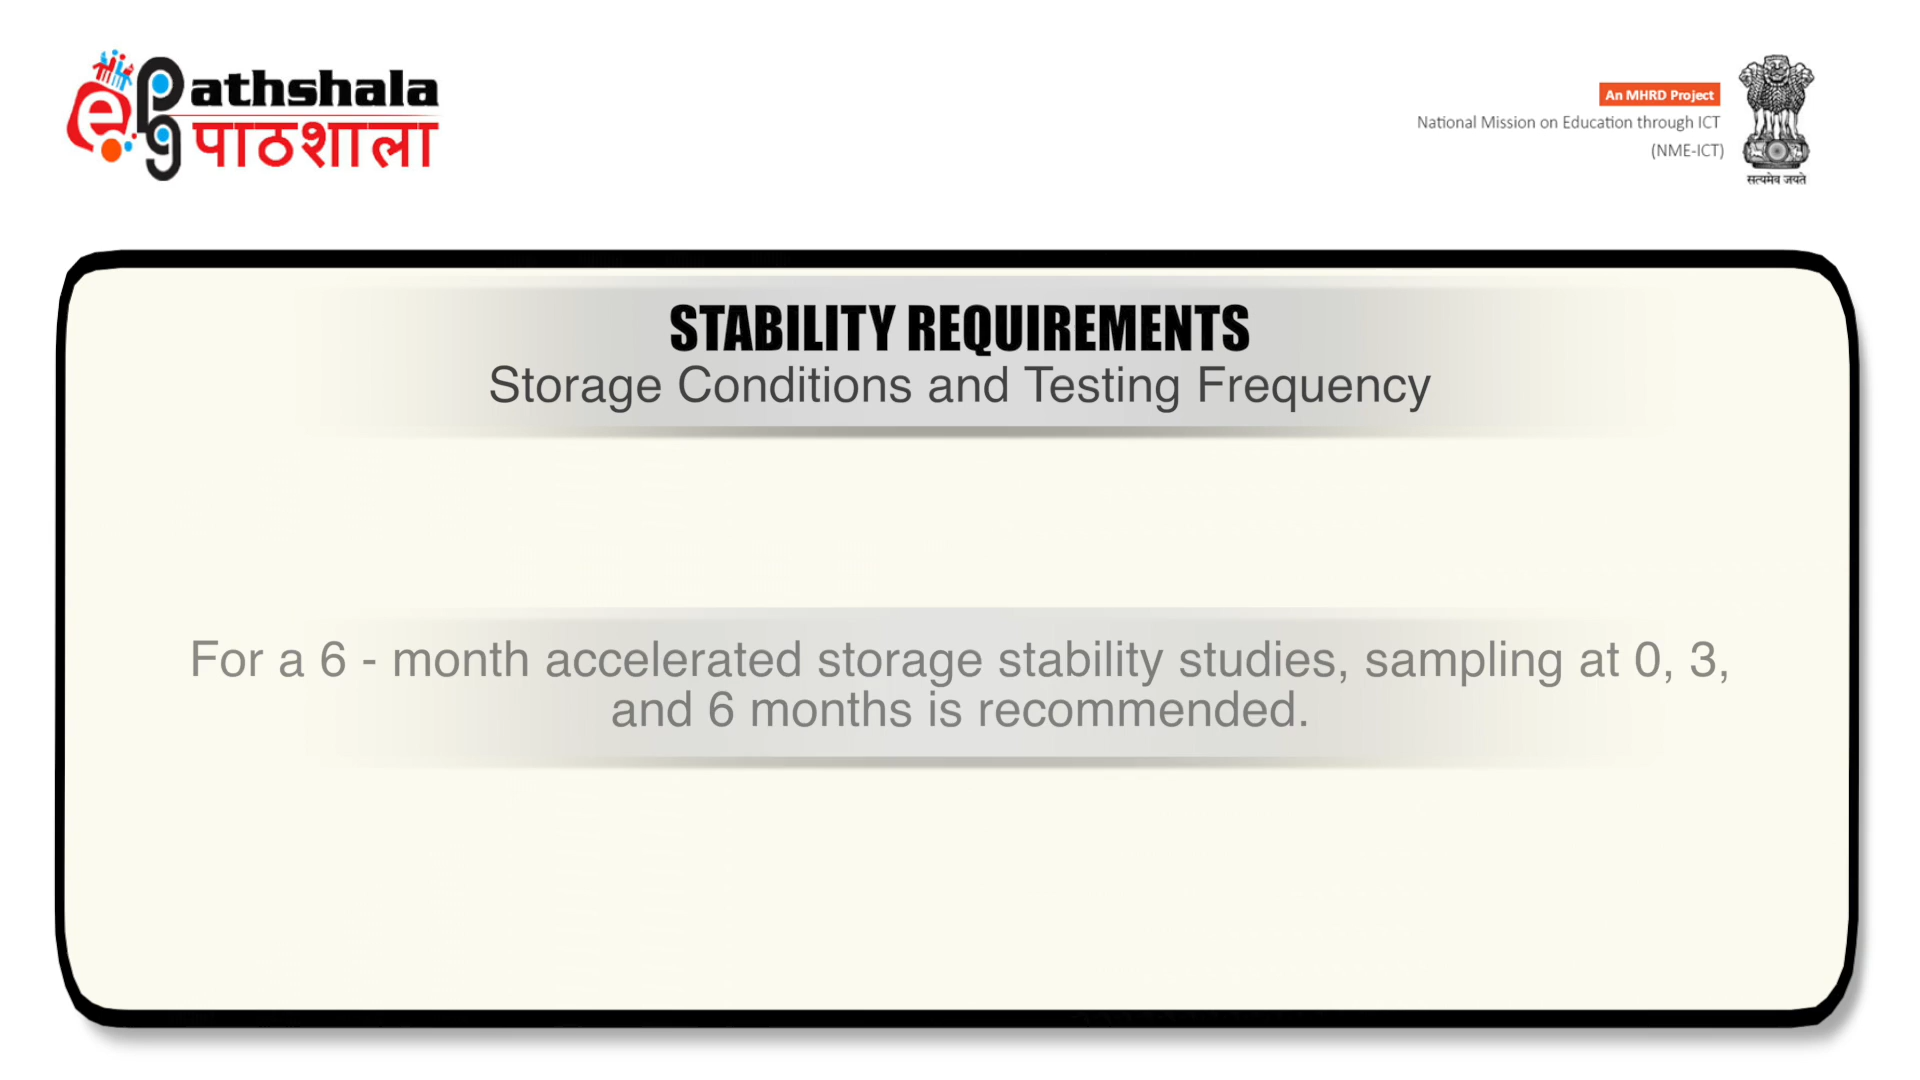 ePg Pathshala
पाठशाला
An MHRD Project
National Mission on Education through ICT
(NME-ICT)
सत्यमेव जयते
STABILITY REQUIREMENTS
Storage Conditions and Testing Frequency
For a 6 - month accelerated storage stability studies, sampling at 0, 3,
and 6 months is recommended.